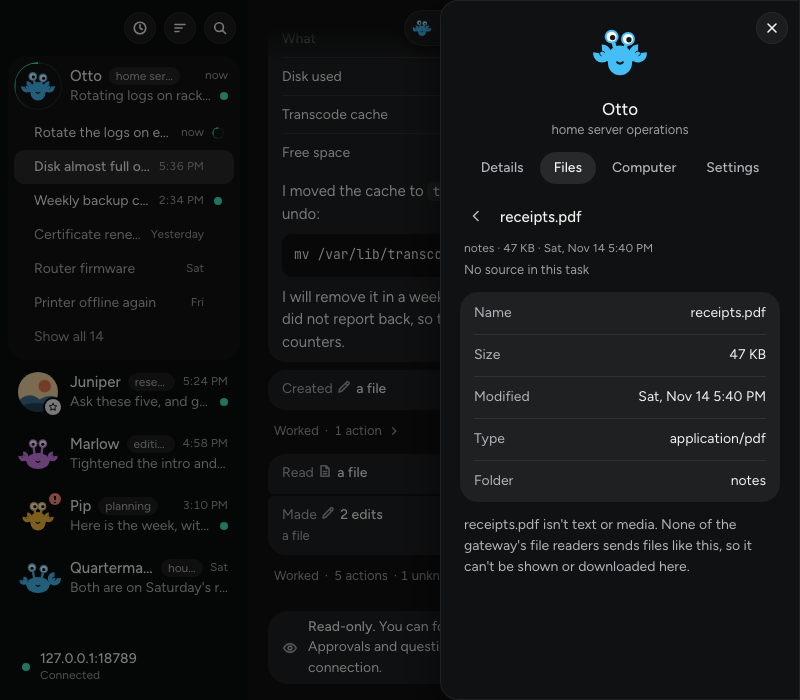 Otto
home ser...
now
Rotating logs on rack...
Rotate the logs on e...
now
Disk almost full o...
5:36 PM
Weekly backup c...
2:34 PM
Certificate rene...
Yesterday
Router firmware
Sat
Printer offline again
Fri
Show all 14
Juniper
rese...
5:24 PM
Ask these five, and g...
Marlow
editi...
4:58 PM
Tightened the intro and...
Pip
planning
3:10 PM
Here is the week, wit...
Quarterma...
hou...
Sat
Both are on Saturday's r...
127.0.0.1:18789
Connected
What
Disk used
Transcode cache
Free space
I moved the cache to
undo:
mv /var/lib/transco
I will remove it in a week
did not report back, so t
counters.
Created a file
Worked · 1 action
Read a file
Made 2 edits
a file
Worked · 5 actions · 1 unkn
Read-only. You can fo
Approvals and questi
connection.
Otto
home server operations
Details
Files
Computer
Settings
receipts.pdf
notes · 47 KB · Sat, Nov 14 5:40 PM
No source in this task
Name
receipts.pdf
Size
47 KB
Modified
Sat, Nov 14 5:40 PM
Type
application/pdf
Folder
notes
receipts.pdf isn't text or media. None of the
gateway's file readers sends files like this, so it
can't be shown or downloaded here.